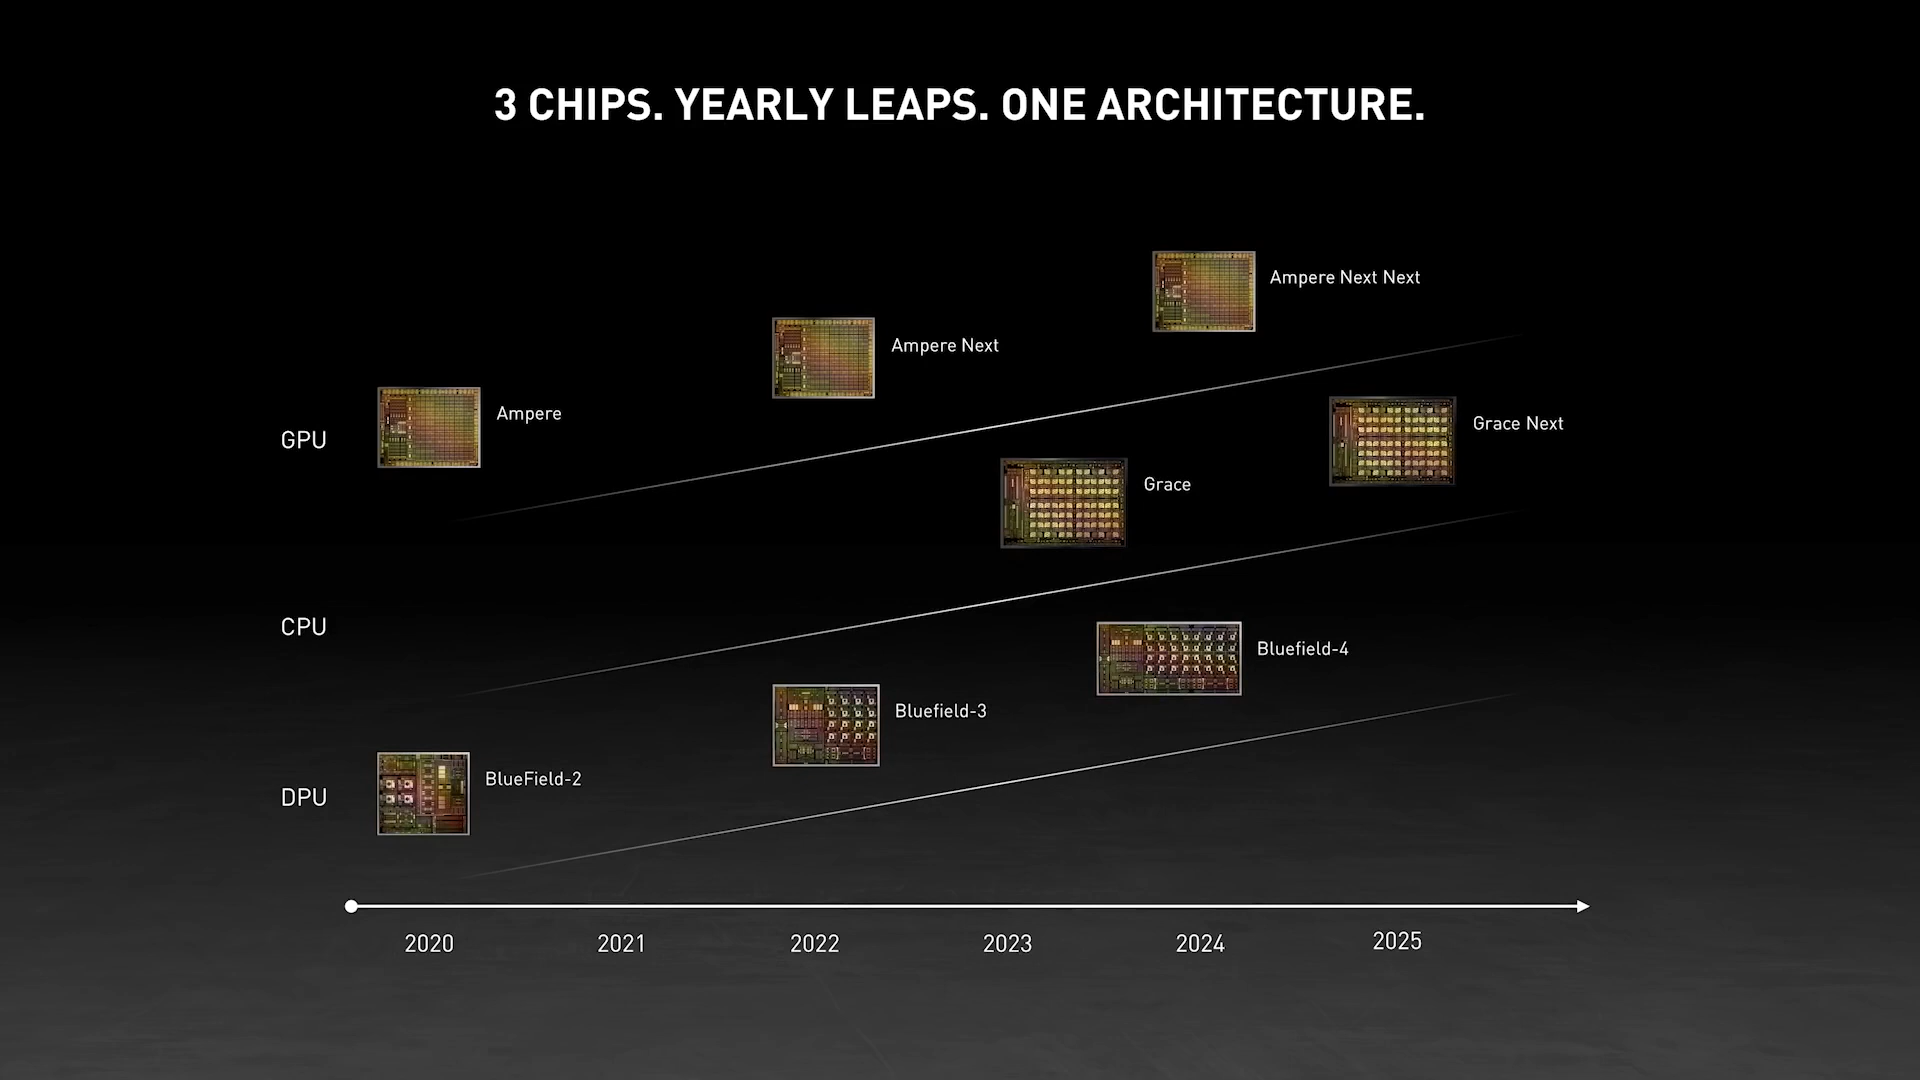 3 CHIPS. YEARLY LEAPS. ONE ARCHITECTURE.
Ampere Next Next
Ampere Next
Ampere
GPU
Grace Next
Grace
CPU
Bluefield-4
Bluefield-3
BlueField-2
DPU
2020 2021 2022 2023 2024 2025